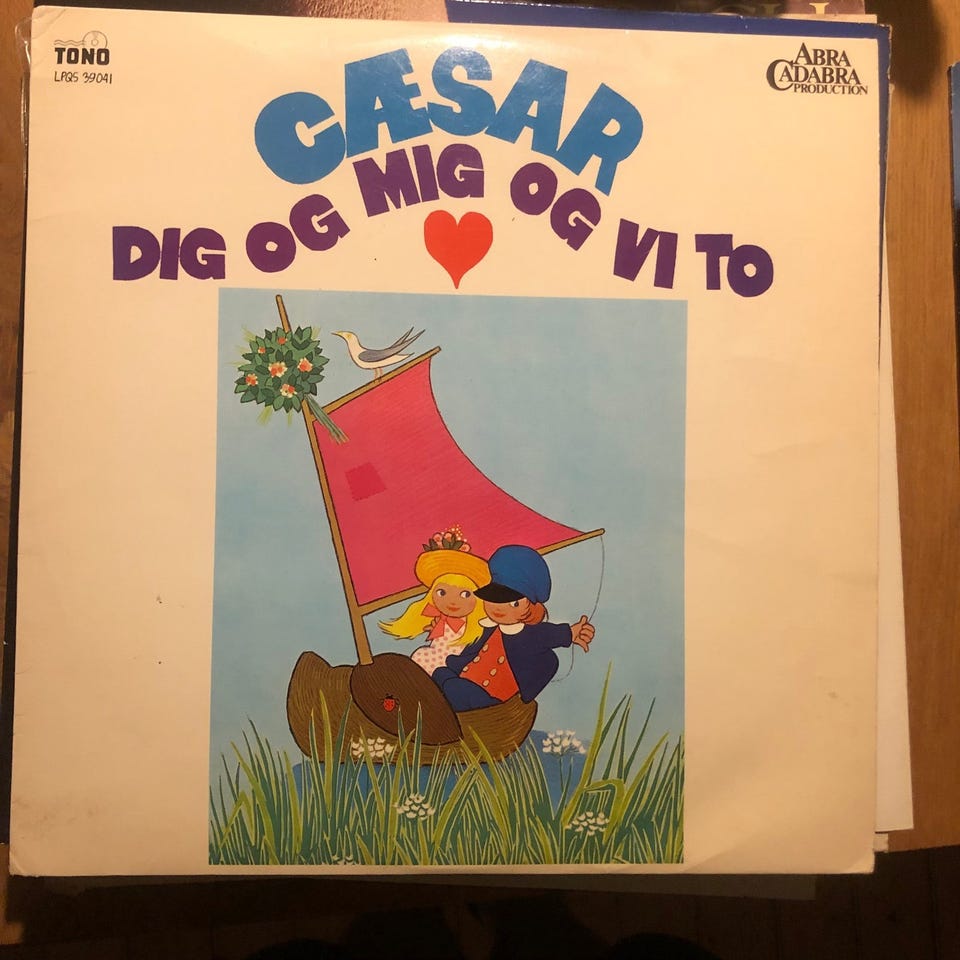 TONO
LPQS 39041
ABRA
CADABRA
PRODUCTION
CÆSAR
DIG OG MIG OG VI TO